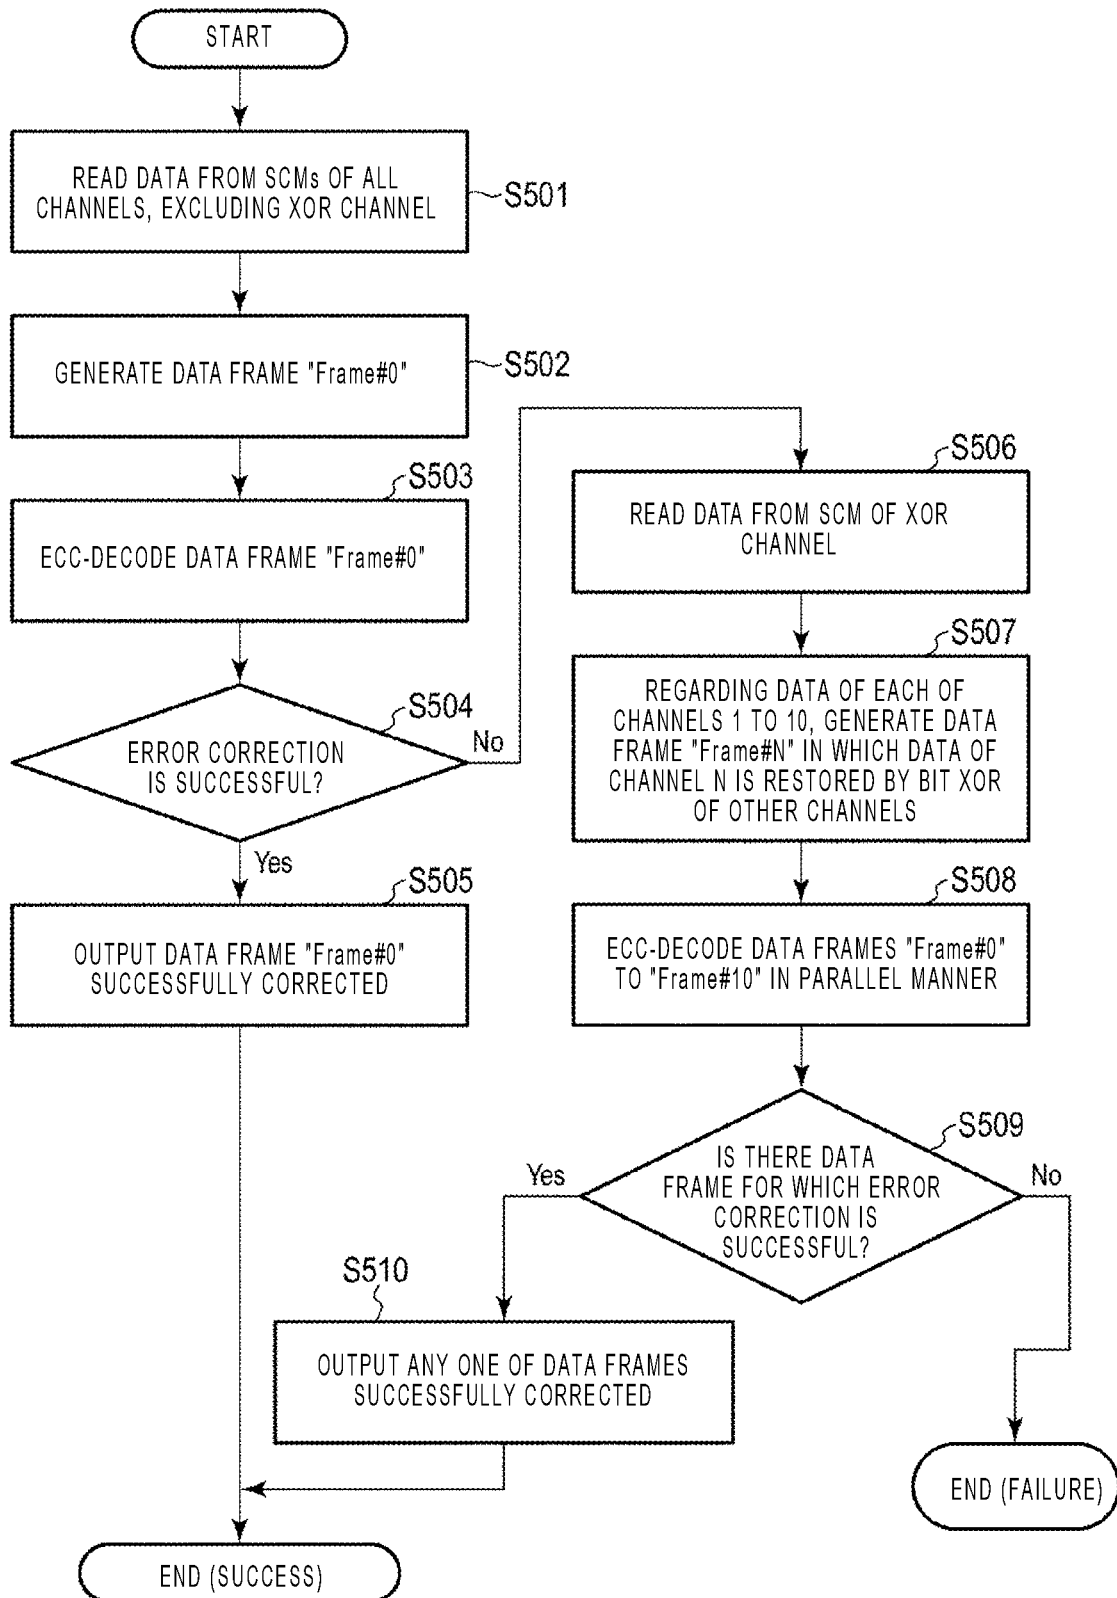 START
READ DATA FROM SCMs OF ALL
CHANNELS, EXCLUDING XOR CHANNEL
S501
GENERATE DATA FRAME "Frame#0"
S502
S503
ECC-DECODE DATA FRAME "Frame#0"
S504
ERROR CORRECTION
IS SUCCESSFUL?
No
Yes
S505
OUTPUT DATA FRAME "Frame#0"
SUCCESSFULLY CORRECTED
S506
READ DATA FROM SCM OF XOR
CHANNEL
S507
REGARDING DATA OF EACH OF
CHANNELS 1 TO 10, GENERATE DATA
FRAME "Frame#N" IN WHICH DATA OF
CHANNEL N IS RESTORED BY BIT XOR
OF OTHER CHANNELS
S508
ECC-DECODE DATA FRAMES "Frame#0"
TO "Frame#10" IN PARALLEL MANNER
S509
IS THERE DATA
FRAME FOR WHICH ERROR
CORRECTION IS
SUCCESSFUL?
Yes
No
S510
OUTPUT ANY ONE OF DATA FRAMES
SUCCESSFULLY CORRECTED
END (FAILURE)
END (SUCCESS)